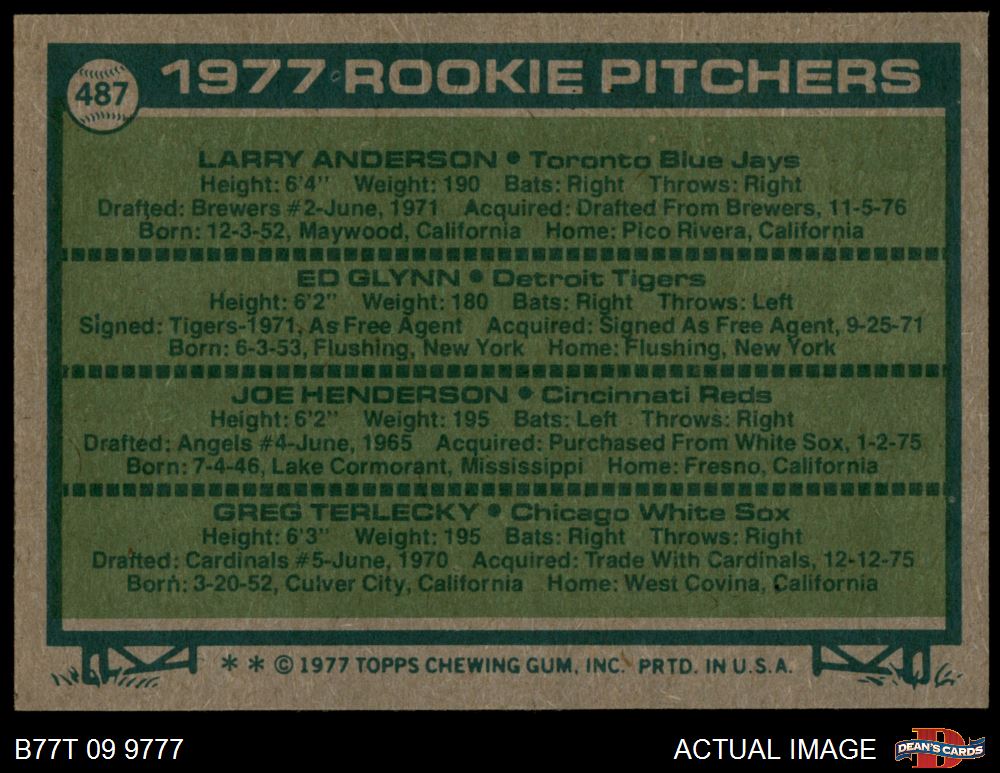 487
1977 ROOKIE PITCHERS
LARRY ANDERSON • Toronto Blue Jays
Height: 6'4" Weight: 190 Bats: Right Throws: Right
Drafted: Brewers #2-June, 1971 Acquired: Drafted From Brewers, 11-5-76
Born: 12-3-52, Maywood, California Home: Pico Rivera, California
ED GLYNN • Detroit Tigers
Height: 6'2" Weight: 180 Bats: Right Throws: Left
Signed: Tigers-1971, As Free Agent Acquired: Signed As Free Agent, 9-25-71
Born: 6-3-53, Flushing, New York Home: Flushing, New York
JOE HENDERSON • Cincinnati Reds
Height: 6'2" Weight: 195 Bats: Left Throws: Right
Drafted: Angels #4-June, 1965 Acquired: Purchased From White Sox, 1-2-75
Born: 7-4-46, Lake Cormorant, Mississippi Home: Fresno, California
GREG TERLECKY • Chicago White Sox
Height: 6'3" Weight: 195 Bats: Right Throws: Right
Drafted: Cardinals #5-June, 1970 Acquired: Trade With Cardinals, 12-12-75
Born: 3-20-52, Culver City, California Home: West Covina, California
* * © 1977 TOPPS CHEWING GUM, INC. PRTD. IN U.S.A.
B77T 09 9777
ACTUAL IMAGE
D
DEAN'S CARDS